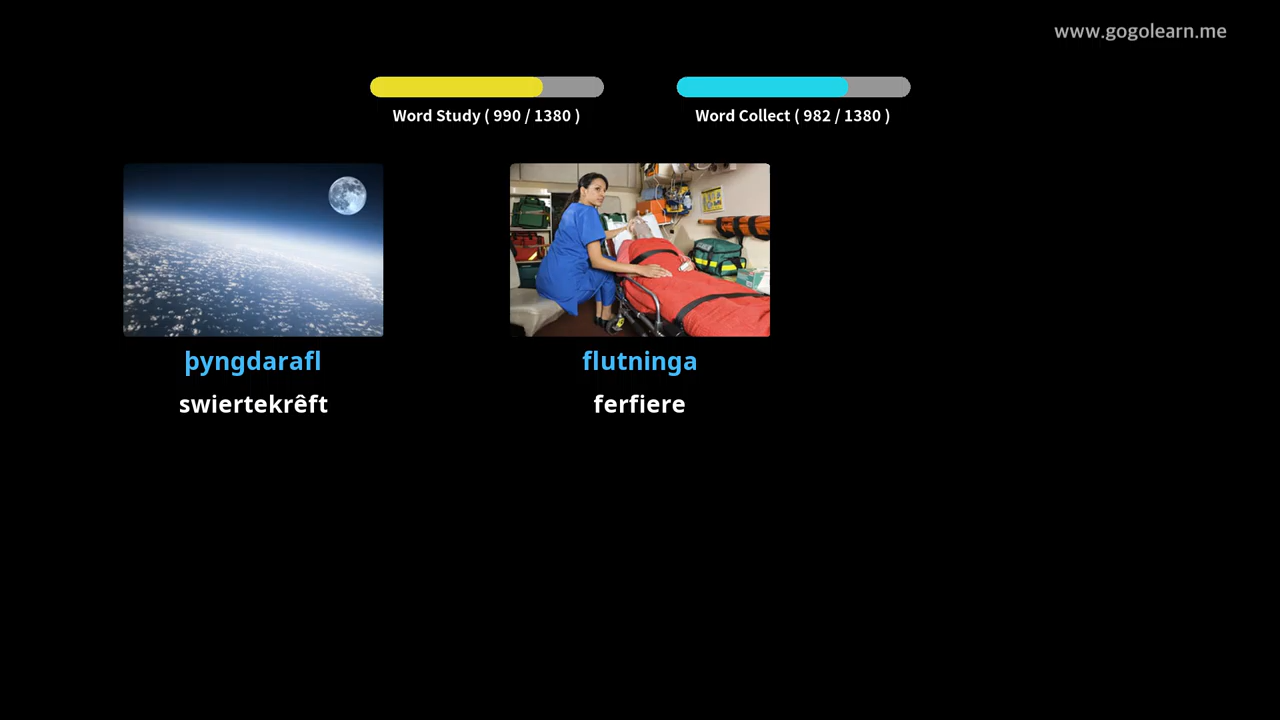 www.gogolearn.me
Word Study ( 990 / 1380 )
Word Collect ( 982 / 1380 )
þyngdarafl
flutninga
swiertekrêft
ferfiere